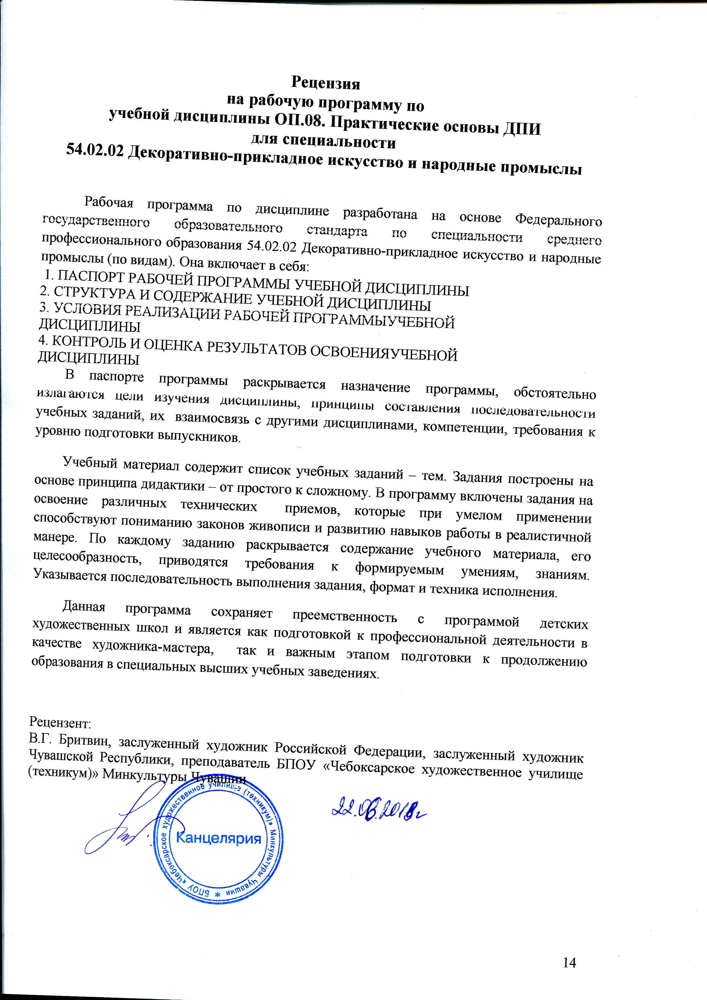 Рецензия
на рабочую программу по
учебной дисциплины ОП.08. Практические основы ДПИ
для специальности
54.02.02 Декоративно-прикладное искусство и народные промыслы
Рабочая программа по дисциплине разработана на основе Федерального
государственного образовательного стандарта по специальности среднего
профессионального образования 54.02.02 Декоративно-прикладное искусство и народные
промыслы (по видам). Она включает в себя:
1. ПАСПОРТ РАБОЧЕЙ ПРОГРАММЫ УЧЕБНОЙ ДИСЦИПЛИНЫ
2. СТРУКТУРА И СОДЕРЖАНИЕ УЧЕБНОЙ ДИСЦИПЛИНЫ
3. УСЛОВИЯ РЕАЛИЗАЦИИ РАБОЧЕЙ ПРОГРАММЫУЧЕБНОЙ
ДИСЦИПЛИНЫ
4. КОНТРОЛЬ И ОЦЕНКА РЕЗУЛЬТАТОВ ОСВОЕНИЯУЧЕБНОЙ
ДИСЦИПЛИНЫ
В паспорте программы раскрывается назначение программы, обстоятельно
излагаются цели изучения дисциплины, принципы составления последовательности
учебных заданий, их взаимосвязь с другими дисциплинами, компетенции, требования к
уровню подготовки выпускников.
Учебный материал содержит список учебных заданий – тем. Задания построены на
основе принципа дидактики – от простого к сложному. В программу включены задания на
освоение различных технических приемов, которые при умелом применении
способствуют пониманию законов живописи и развитию навыков работы в реалистичной
манере. По каждому заданию раскрывается содержание учебного материала, его
целесообразность, приводятся требования к формируемым умениям, знаниям.
Указывается последовательность выполнения задания, формат и техника исполнения.
Данная программа сохраняет преемственность с программой детских
художественных школ и является как подготовкой к профессиональной деятельности в
качестве художника-мастера, так и важным этапом подготовки к продолжению
образования в специальных высших учебных заведениях.
Рецензент:
В.Г. Бритвин, заслуженный художник Российской Федерации, заслуженный художник
Чувашской Республики, преподаватель БПОУ «Чебоксарское художественное училище
(техникум)» Минкультуры Чувашии
БПОУ «Чебоксарское художественное училище (техникум)» Минкультуры Чувашии *
Канцелярия
14